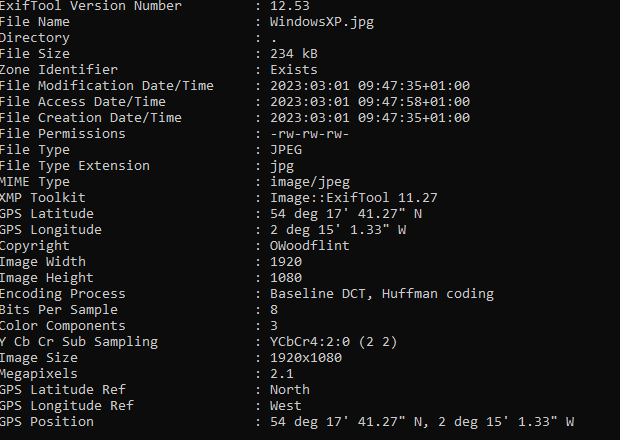 ExifTool Version Number : 12.53
File Name : WindowsXP.jpg
Directory : .
File Size : 234 kB
Zone Identifier : Exists
File Modification Date/Time : 2023:03:01 09:47:35+01:00
File Access Date/Time : 2023:03:01 09:47:58+01:00
File Creation Date/Time : 2023:03:01 09:47:35+01:00
File Permissions : -rw-rw-rw-
File Type : JPEG
File Type Extension : jpg
MIME Type : image/jpeg
XMP Toolkit : Image::ExifTool 11.27
GPS Latitude : 54 deg 17' 41.27" N
GPS Longitude : 2 deg 15' 1.33" W
Copyright : OWoodflint
Image Width : 1920
Image Height : 1080
Encoding Process : Baseline DCT, Huffman coding
Bits Per Sample : 8
Color Components : 3
Y Cb Cr Sub Sampling : YCbCr4:2:0 (2 2)
Image Size : 1920x1080
Megapixels : 2.1
GPS Latitude Ref : North
GPS Longitude Ref : West
GPS Position : 54 deg 17' 41.27" N, 2 deg 15' 1.33" W